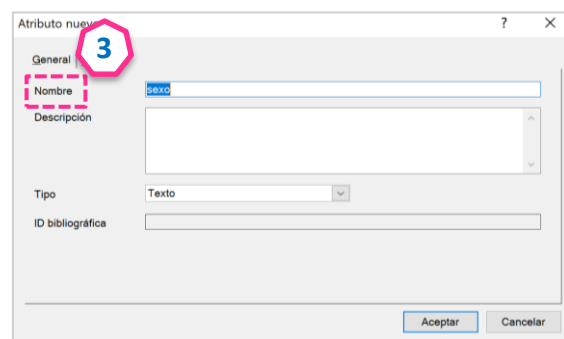 Atributo nuevo
?
3
General
Nombre
sexo
Descripción
Tipo
Texto
ID bibliográfica
Aceptar
Cancelar